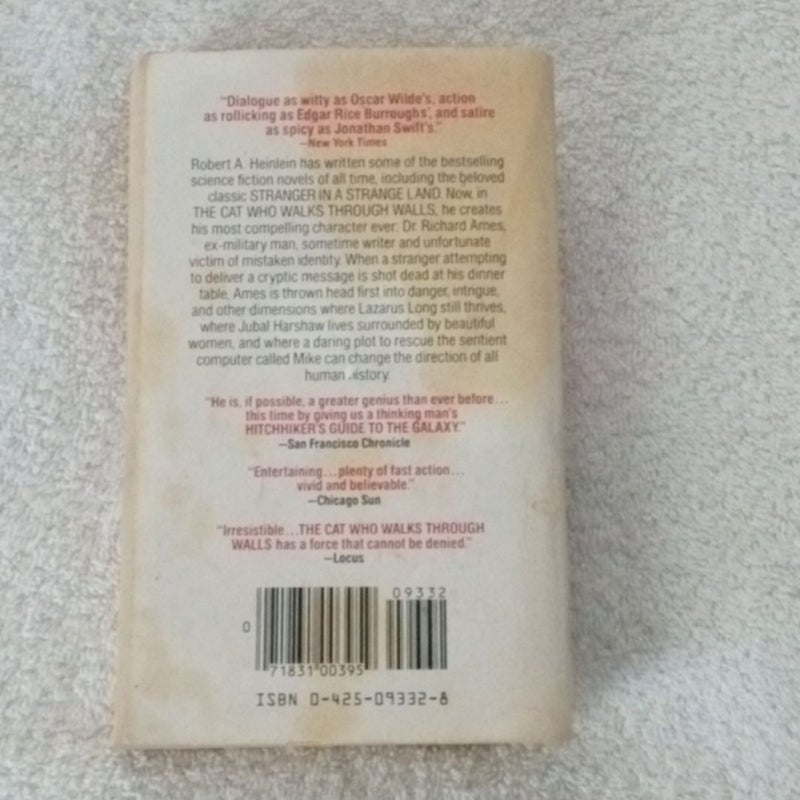 "Dialogue as witty as Oscar Wilde's, action
as rollicking as Edgar Rice Burroughs', and satire
as spicy as Jonathan Swift's."
—New York Times
Robert A. Heinlein has written some of the bestselling
science fiction novels of all time, including the beloved
classic STRANGER IN A STRANGE LAND. Now, in
THE CAT WHO WALKS THROUGH WALLS, he creates
his most compelling character ever: Dr. Richard Ames,
ex-military man, sometime writer and unfortunate
victim of mistaken identity. When a stranger attempting
to deliver a cryptic message is shot dead at his dinner
table, Ames is thrown head first into danger, intrigue,
and other dimensions where Lazarus Long still thrives,
where Jubal Harshaw lives surrounded by beautiful
women, and where a daring plot to rescue the sentient
computer called Mike can change the direction of all
human history.
"He is, if possible, a greater genius than ever before...
this time by giving us a thinking man's
HITCHHIKER'S GUIDE TO THE GALAXY."
—San Francisco Chronicle
"Entertaining...plenty of fast action...
vivid and believable."
—Chicago Sun
"Irresistible...THE CAT WHO WALKS THROUGH
WALLS has a force that cannot be denied."
—Locus
09332
0
71831 00395
ISBN 0-425-09332-8